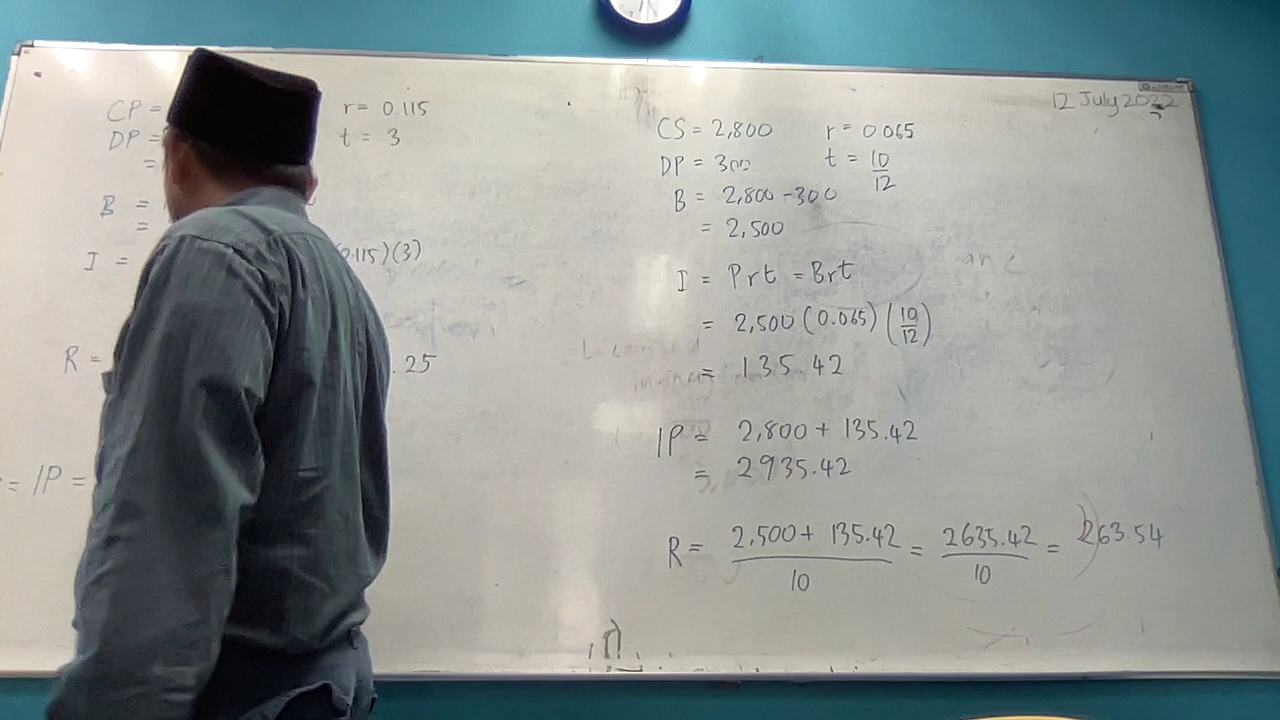 CP =
r = 0.115
DP =
t = 3
=
B =
=
I =
0.115)(3)
R =
.25
= IP =
12 July 2022
CS = 2,800
r = 0.065
DP = 300
t = 10/12
B = 2,800 - 300
= 2,500
I = Prt = Brt
= 2,500 (0.065) (10/12)
= 135.42
IP = 2,800 + 135.42
= 2935.42
R = 2,500 + 135.42 / 10 = 2635.42 / 10 = 263.54